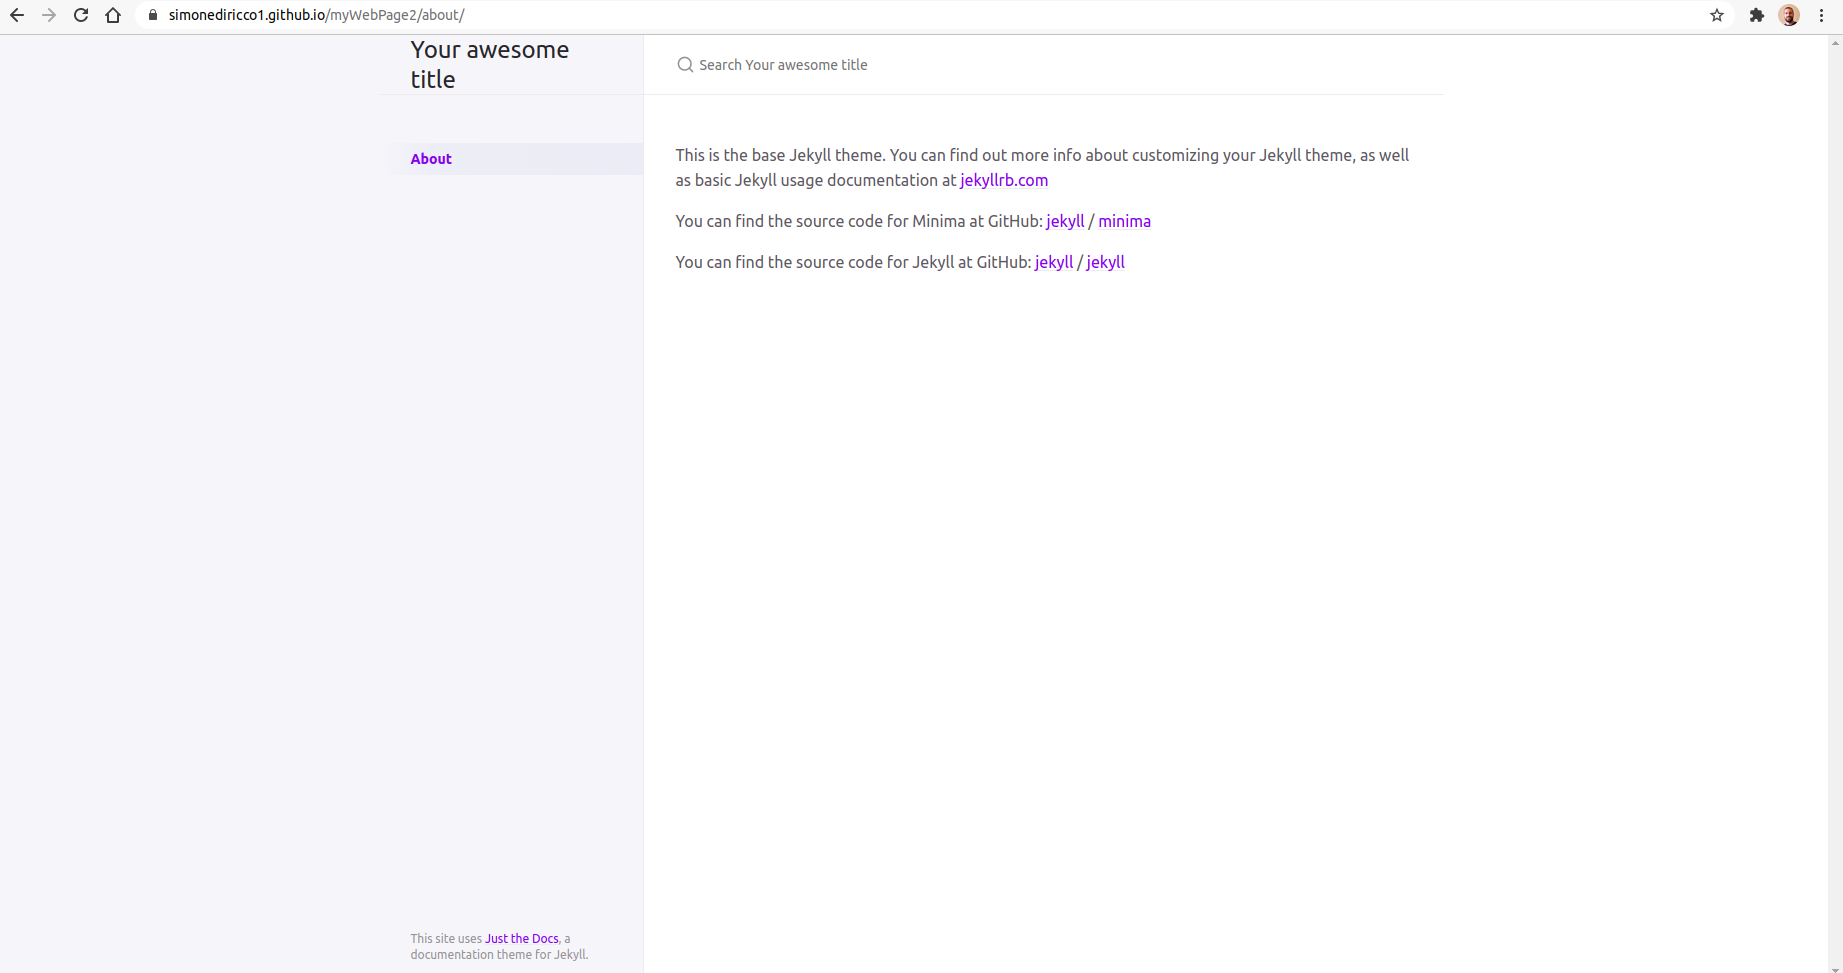 simonediricco1.github.io/myWebPage2/about/
Your awesome
title
Search Your awesome title
About
This is the base Jekyll theme. You can find out more info about customizing your Jekyll theme, as well
as basic Jekyll usage documentation at jekyllrb.com
You can find the source code for Minima at GitHub: jekyll / minima
You can find the source code for Jekyll at GitHub: jekyll / jekyll
This site uses Just the Docs, a
documentation theme for Jekyll.